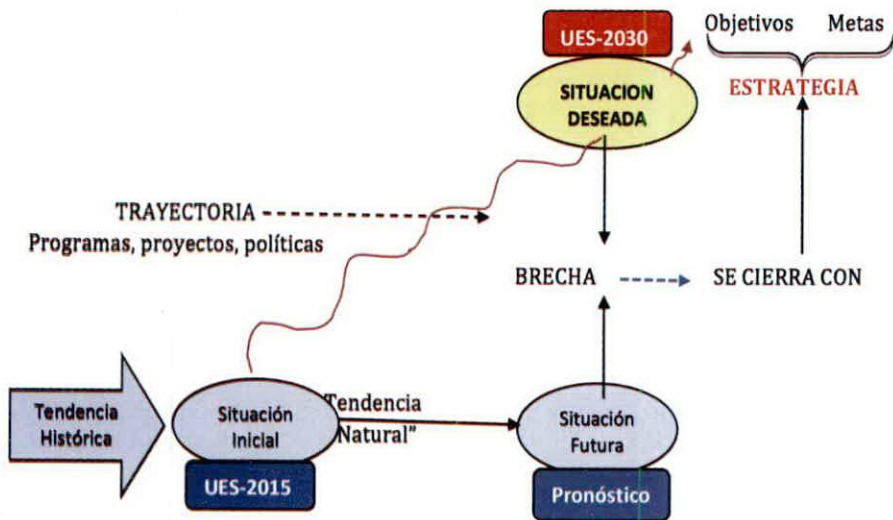 UES-2030
Objetivos Metas
SITUACION
DESEADA
ESTRATEGIA
TRAYECTORIA
Programas, proyectos, políticas
BRECHA
SE CIERRA CON
Tendencia
Histórica
Situación
Inicial
UES-2015
Tendencia
Natural”
Situación
Futura
Pronóstico